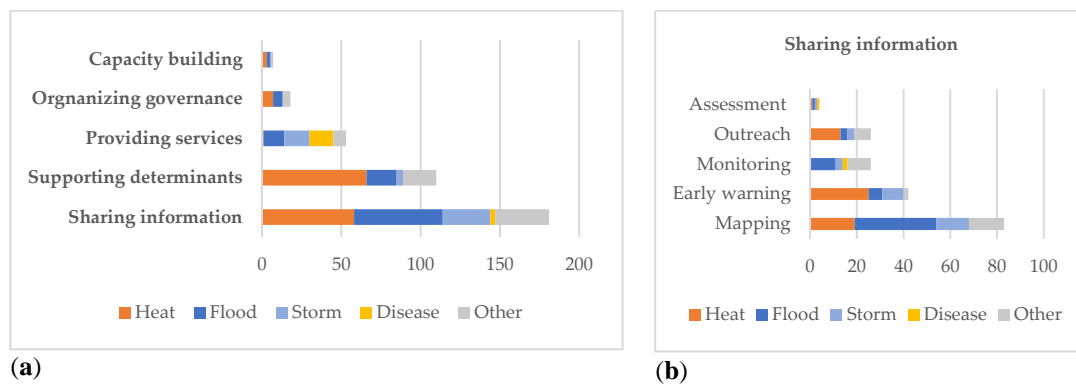 Capacity building
Orgnanizing governance
Providing services
Supporting determinants
Sharing information
0 50 100 150 200
Heat Flood Storm Disease Other
(a)
Sharing information
Assessment
Outreach
Monitoring
Early warning
Mapping
0 20 40 60 80 100
Heat Flood Storm Disease Other
(b)